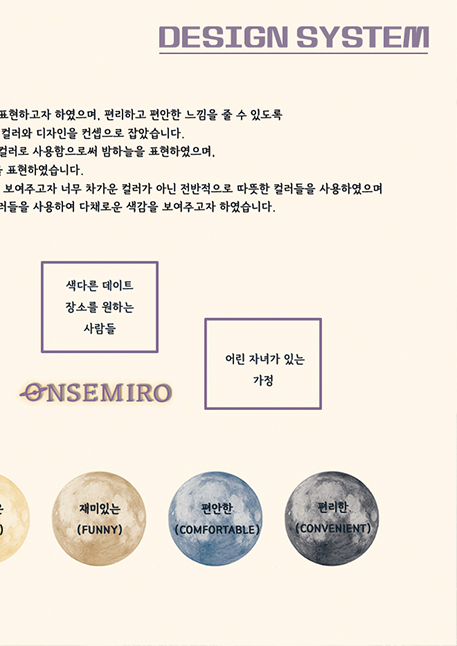 DESIGN SYSTEM
표현하고자 하였으며, 편리하고 편안한 느낌을 줄 수 있도록
컬러와 디자인을 컨셉으로 잡았습니다.
컬러로 사용함으로써 밤하늘을 표현하였으며,
표현하였습니다.
보여주고자 너무 차가운 컬러가 아닌 전반적으로 따뜻한 컬러들을 사용하였으며
러들을 사용하여 다채로운 색감을 보여주고자 하였습니다.
색다른 데이트
장소를 원하는
사람들
어린 자녀가 있는
가정
ONSEMIRO
재미있는
(FUNNY)
편안한
(COMFORTABLE)
편리한
(CONVENIENT)